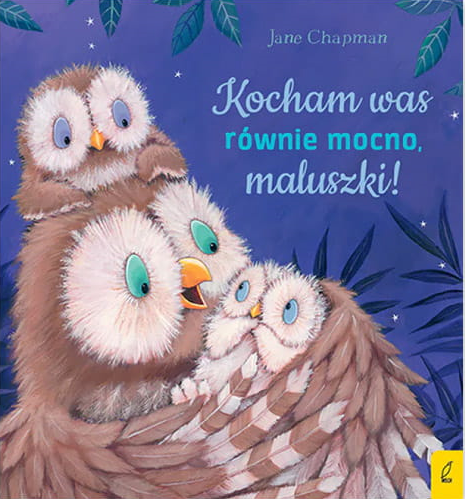 Jane Chapman
Kocham was
równie mocno,
maluszki!